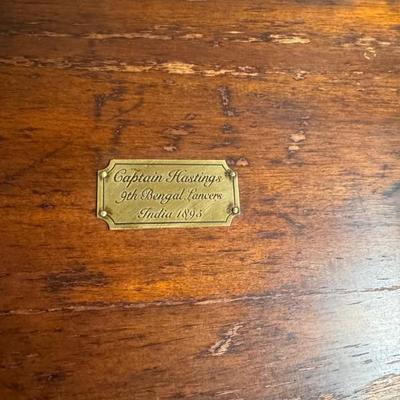 Captain Hastings
9th Bengal Lancers
India 1895